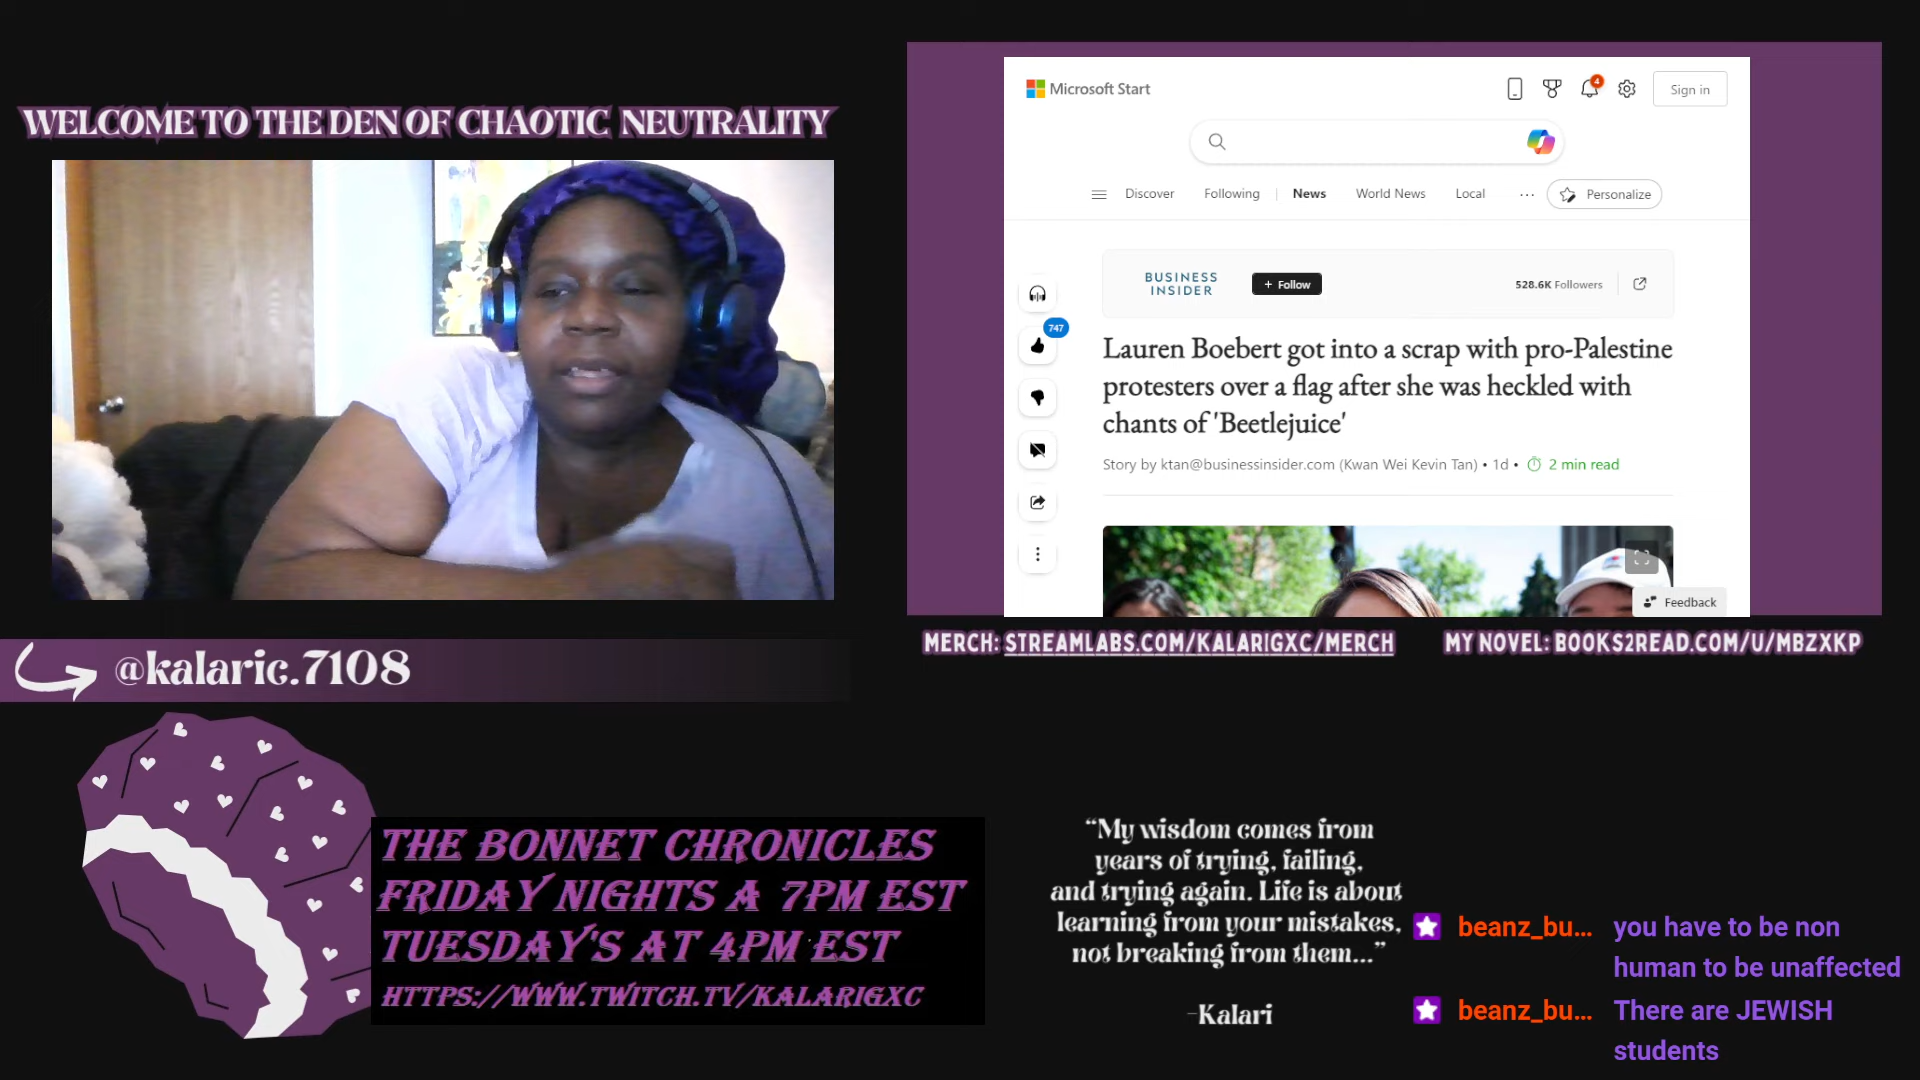 WELCOME TO THE DEN OF CHAOTIC NEUTRALITY
@kalaric.7108
THE BONNET CHRONICLES
FRIDAY NIGHTS A 7PM EST
TUESDAY'S AT 4PM EST
HTTPS://WWW.TWITCH.TV/KALARIGXC
Microsoft Start
4
Sign in
Discover
Following
News
World News
Local
Personalize
BUSINESS
INSIDER
+ Follow
528.6K Followers
747
Lauren Boebert got into a scrap with pro-Palestine
protesters over a flag after she was heckled with
chants of 'Beetlejuice'
Story by ktan@businessinsider.com (Kwan Wei Kevin Tan) • 1d • 2 min read
Feedback
MERCH: STREAMLABS.COM/KALARIGXC/MERCH
MY NOVEL: BOOKS2READ.COM/U/MBZXKP
“My wisdom comes from
years of trying, failing,
and trying again. Life is about
learning from your mistakes,
not breaking from them...”
-Kalari
beanz_bu... you have to be non
human to be unaffected
beanz_bu... There are JEWISH
students